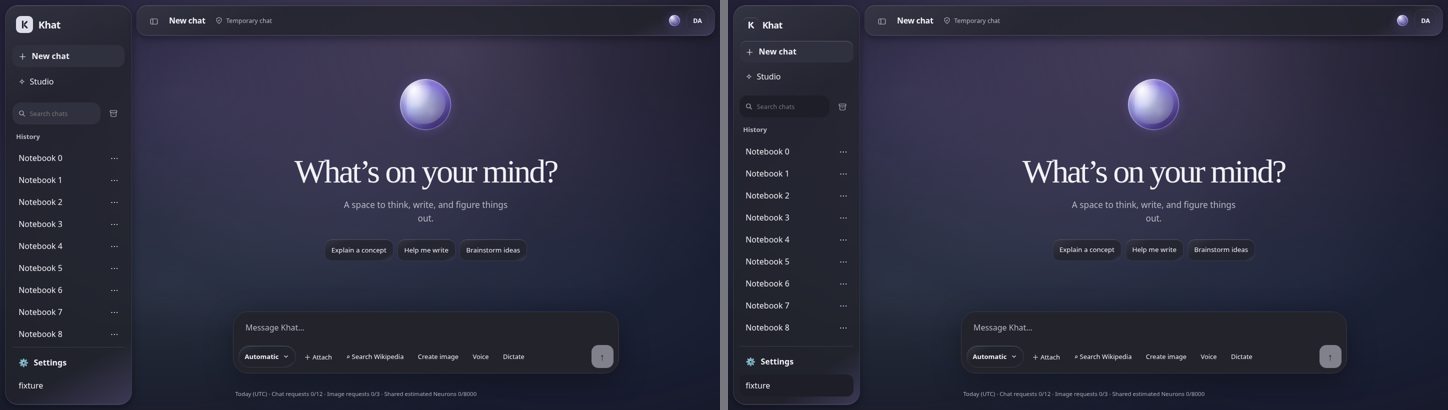 K Khat
+ New chat
Studio
Search chats
History
Notebook 0 ...
Notebook 1 ...
Notebook 2 ...
Notebook 3 ...
Notebook 4 ...
Notebook 5 ...
Notebook 6 ...
Notebook 7 ...
Notebook 8 ...
Settings
fixture
New chat Temporary chat DA
What’s on your mind?
A space to think, write, and figure things
out.
Explain a concept Help me write Brainstorm ideas
Message Khat...
Automatic + Attach Search Wikipedia Create image Voice Dictate ↑
Today (UTC) · Chat requests 0/12 · Image requests 0/3 · Shared estimated Neurons 0/8000
K Khat
+ New chat
Studio
Search chats
History
Notebook 0 ...
Notebook 1 ...
Notebook 2 ...
Notebook 3 ...
Notebook 4 ...
Notebook 5 ...
Notebook 6 ...
Notebook 7 ...
Notebook 8 ...
Settings
fixture
New chat Temporary chat DA
What’s on your mind?
A space to think, write, and figure things
out.
Explain a concept Help me write Brainstorm ideas
Message Khat...
Automatic + Attach Search Wikipedia Create image Voice Dictate ↑
Today (UTC) · Chat requests 0/12 · Image requests 0/3 · Shared estimated Neurons 0/8000